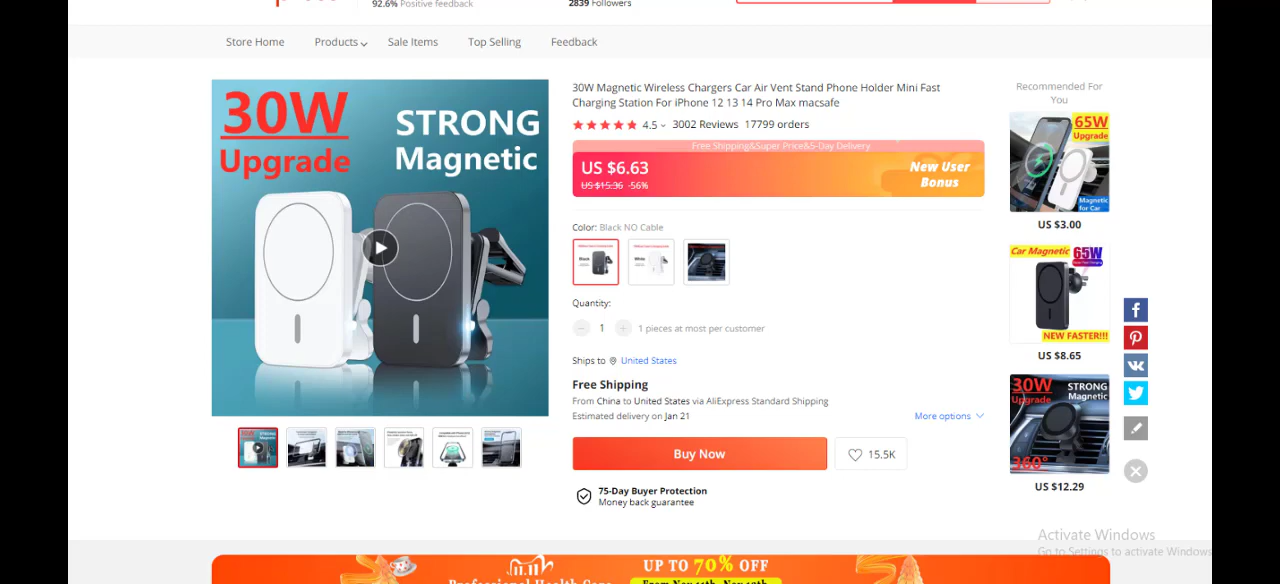 92.6% Positive feedback
2839 Followers
Store Home
Products
Sale Items
Top Selling
Feedback
30W
Upgrade
STRONG
Magnetic
30W Magnetic Wireless Chargers Car Air Vent Stand Phone Holder Mini Fast
Charging Station For iPhone 12 13 14 Pro Max macsafe
4.5
3002 Reviews
17799 orders
Free Shipping&Super Price&5-Day Delivery
US $6.63
US $15.36 -56%
New User
Bonus
Color: Black NO Cable
Black
White
Quantity:
1
1 pieces at most per customer
Ships to United States
Free Shipping
From China to United States via AliExpress Standard Shipping
Estimated delivery on Jan 21
More options
Buy Now
15.5K
75-Day Buyer Protection
Money back guarantee
Recommended For
You
65W
Upgrade
Magnetic
for Car
US $3.00
Car Magnetic
65W
NEW FASTER!!!
US $8.65
30W
Upgrade
STRONG
Magnetic
360°
US $12.29
Activate Windows
Go to Settings to activate Windows
11.11
UP TO 70% OFF
Professional Health Care